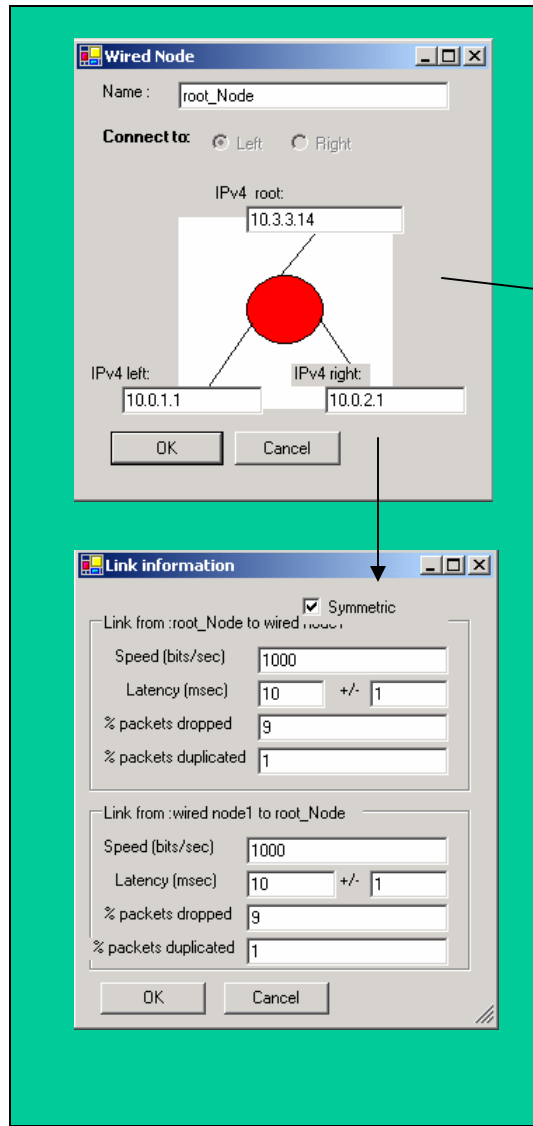 Wired Node
Name :
root_Node
Connect to:
Left
Right
IPv4 root:
10.3.3.14
IPv4 left:
IPv4 right:
10.0.1.1
10.0.2.1
OK
Cancel
Link information
Symmetric
Link from :root_Node to wired node1
Speed (bits/sec)
1000
Latency (msec)
10
+/-
1
% packets dropped
9
% packets duplicated
1
Link from :wired node1 to root_Node
Speed (bits/sec)
1000
Latency (msec)
10
+/-
1
% packets dropped
9
% packets duplicated
1
OK
Cancel